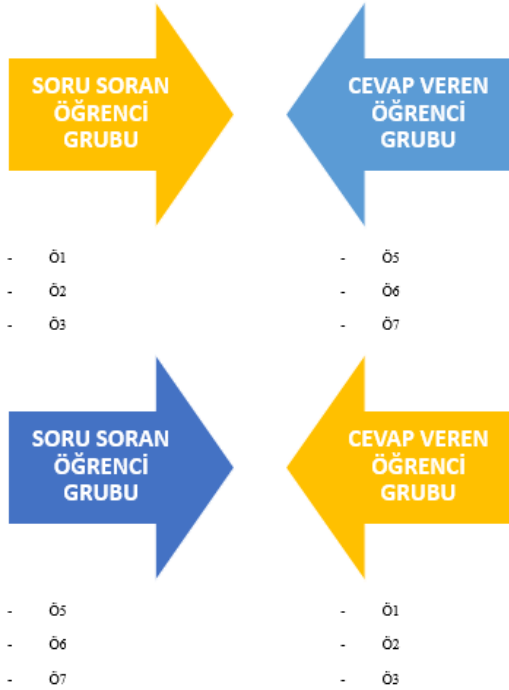 SORU SORAN
ÖĞRENCİ
GRUBU
CEVAP VEREN
ÖĞRENCİ
GRUBU
- Ö1
- Ö2
- Ö3
- Ö5
- Ö6
- Ö7
SORU SORAN
ÖĞRENCİ
GRUBU
CEVAP VEREN
ÖĞRENCİ
GRUBU
- Ö5
- Ö6
- Ö7
- Ö1
- Ö2
- Ö3